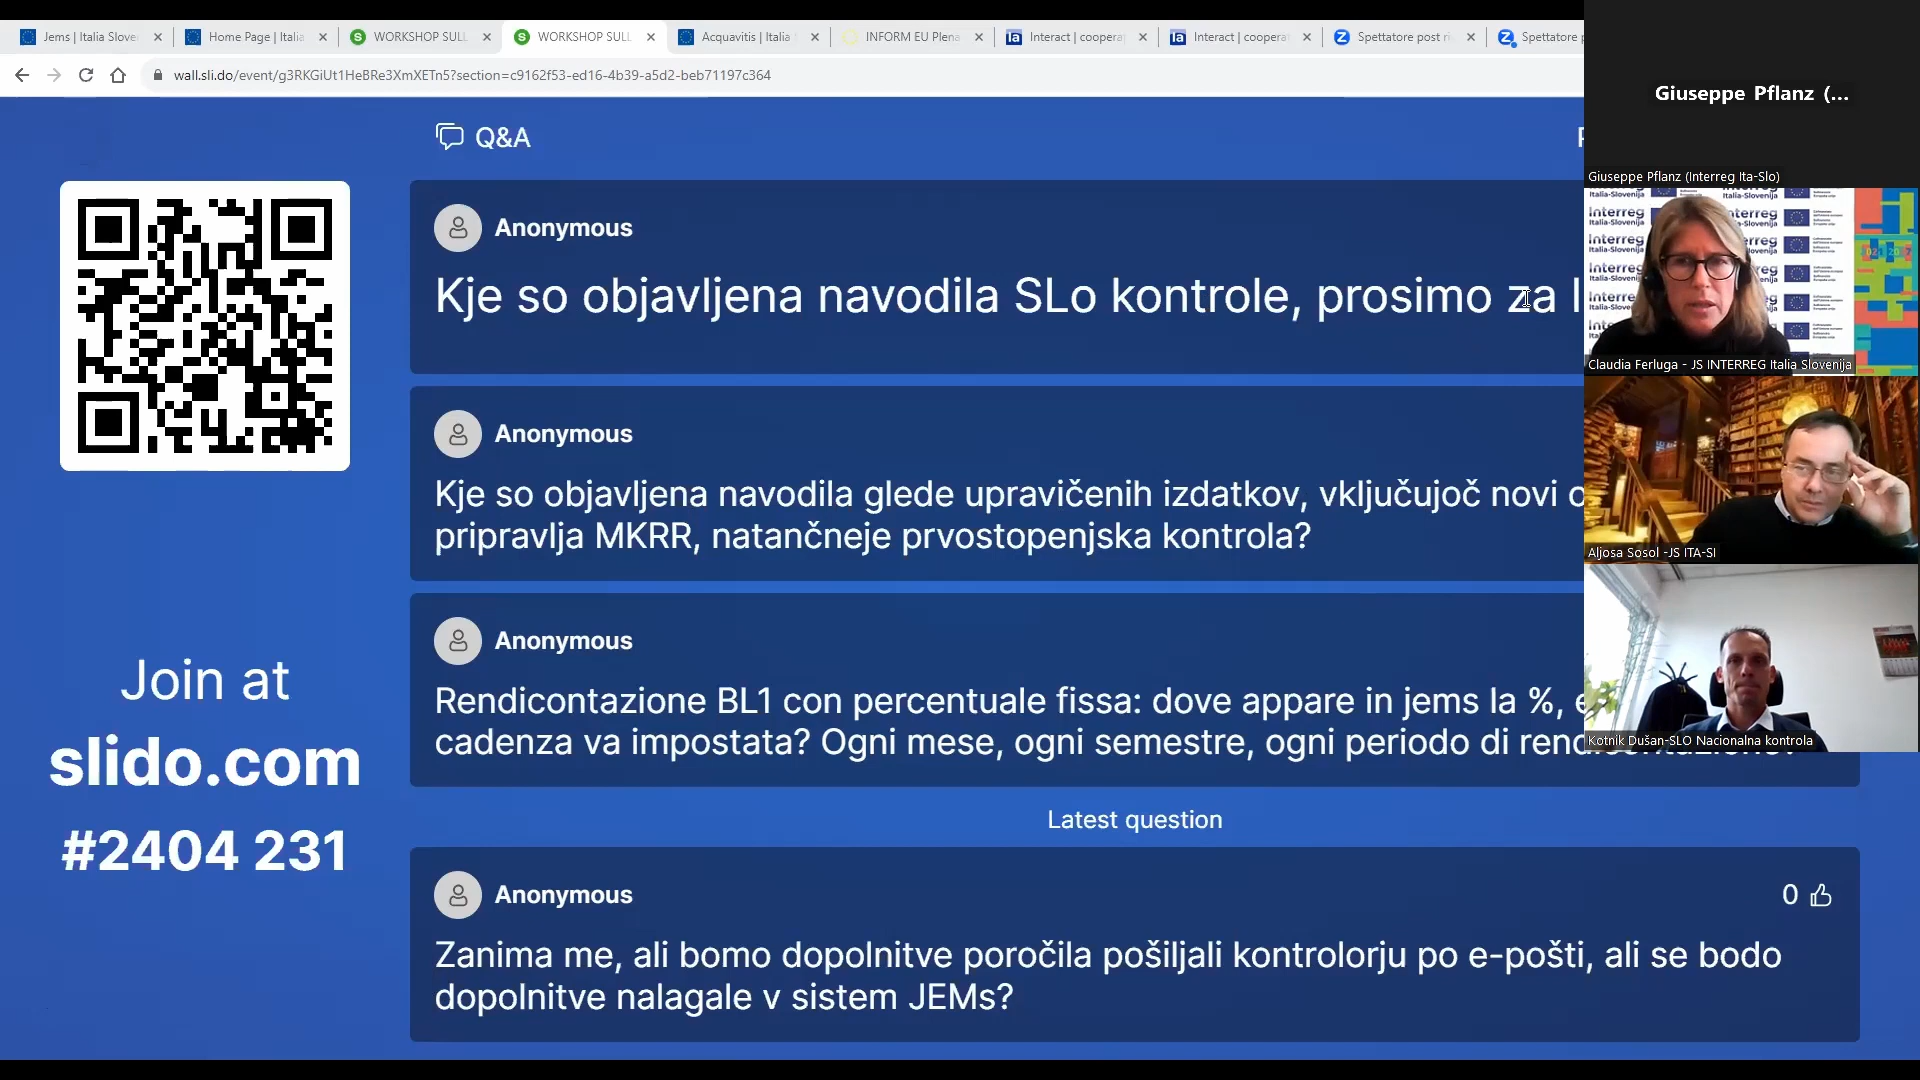 Jems | Italia Slove
Home Page | Italia
WORKSHOP SULL
WORKSHOP SULL
Acquavitis | Italia
INFORM EU Plena
Interact | coopera
Interact | coopera
Spettatore post
Spettatore
wall.sli.do/event/g3RKGiUt1HeBRe3XmXETn5?section=c9162f53-ed16-4b39-a5d2-beb71197c364
Q&A
Anonymous
Kje so objavljena navodila SLo kontrole, prosimo za
Anonymous
Kje so objavljena navodila glede upravičenih izdatkov, vključujoč novi
pripravlja MKRR, natančneje prvostopenjska kontrola?
Anonymous
Rendicontazione BL1 con percentuale fissa: dove appare in jems la %,
cadenza va impostata? Ogni mese, ogni semestre, ogni periodo di
Latest question
Anonymous
0
Zanima me, ali bomo dopolnitve poročila pošiljali kontrolorju po e-pošti, ali se bodo
dopolnitve nalagale v sistem JEMs?
Join at
slido.com
#2404 231
Giuseppe Pflanz (...
Giuseppe Pflanz (Interreg Ita-Slo)
Interreg
Italia-Slovenija
Claudia Ferluga - JS INTERREG Italia Slovenija
Aljosa Sosol -JS ITA-SI
Kotnik Dušan-SLO Nacionalna kontrola